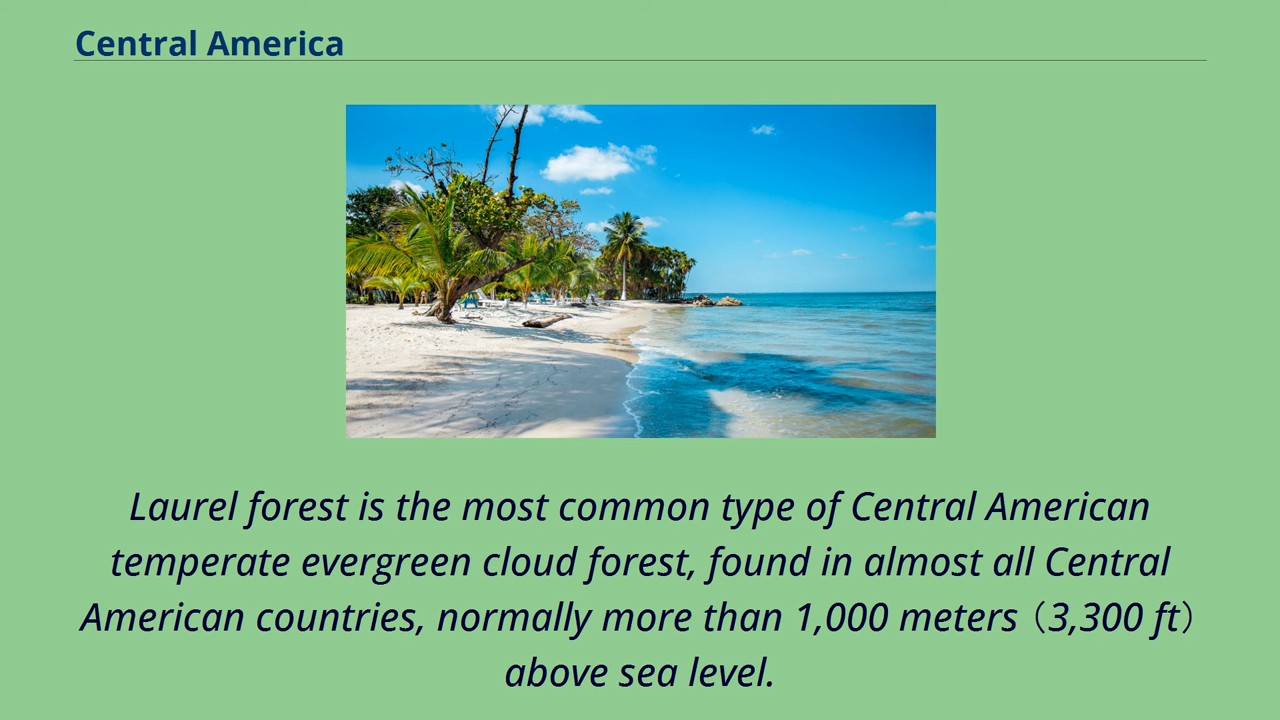 Central America
Laurel forest is the most common type of Central American
temperate evergreen cloud forest, found in almost all Central
American countries, normally more than 1,000 meters（3,300 ft）
above sea level.